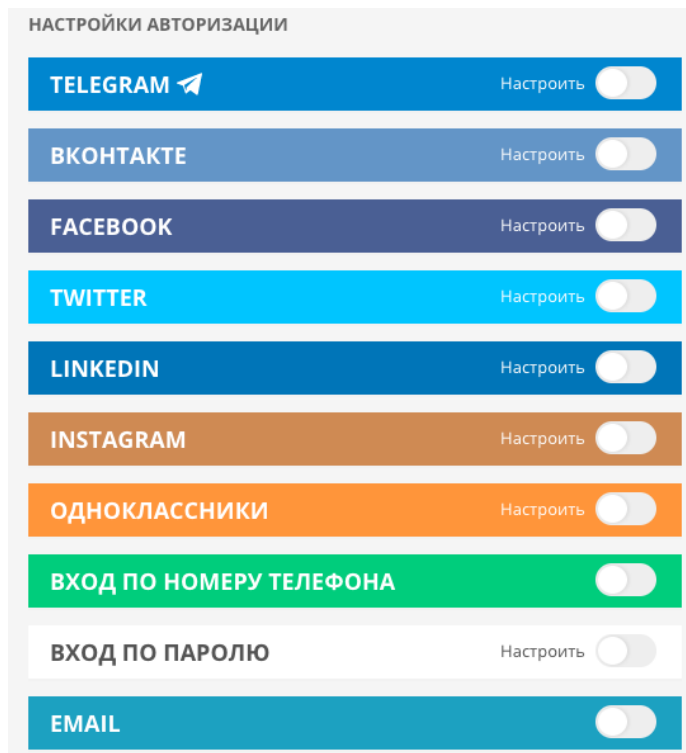 НАСТРОЙКИ АВТОРИЗАЦИИ
TELEGRAM Настроить
ВКОНТАКТЕ Настроить
FACEBOOK Настроить
TWITTER Настроить
LINKEDIN Настроить
INSTAGRAM Настроить
ОДНОКЛАССНИКИ Настроить
ВХОД ПО НОМЕРУ ТЕЛЕФОНА
ВХОД ПО ПАРОЛЮ Настроить
EMAIL